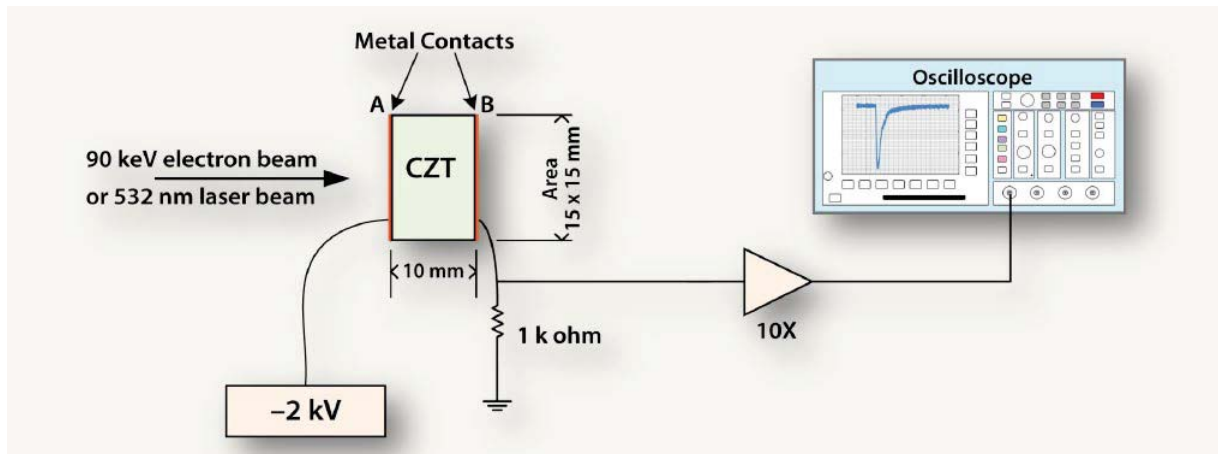 Metal Contacts
A
B
Oscilloscope
CZT
90 keV electron beam
or 532 nm laser beam
Area
15 x 15 mm
10 mm
1 k ohm
10X
–2 kV